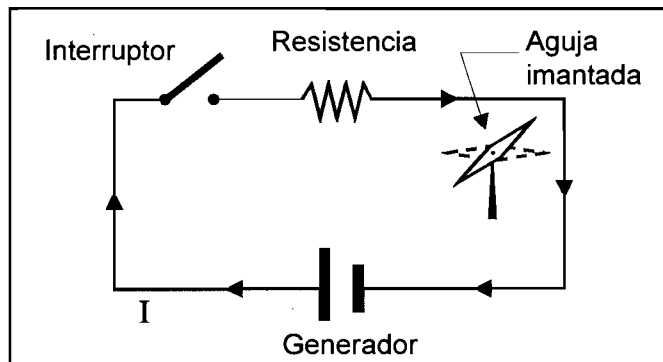 Interruptor
Resistencia
Aguja
imantada
I
Generador